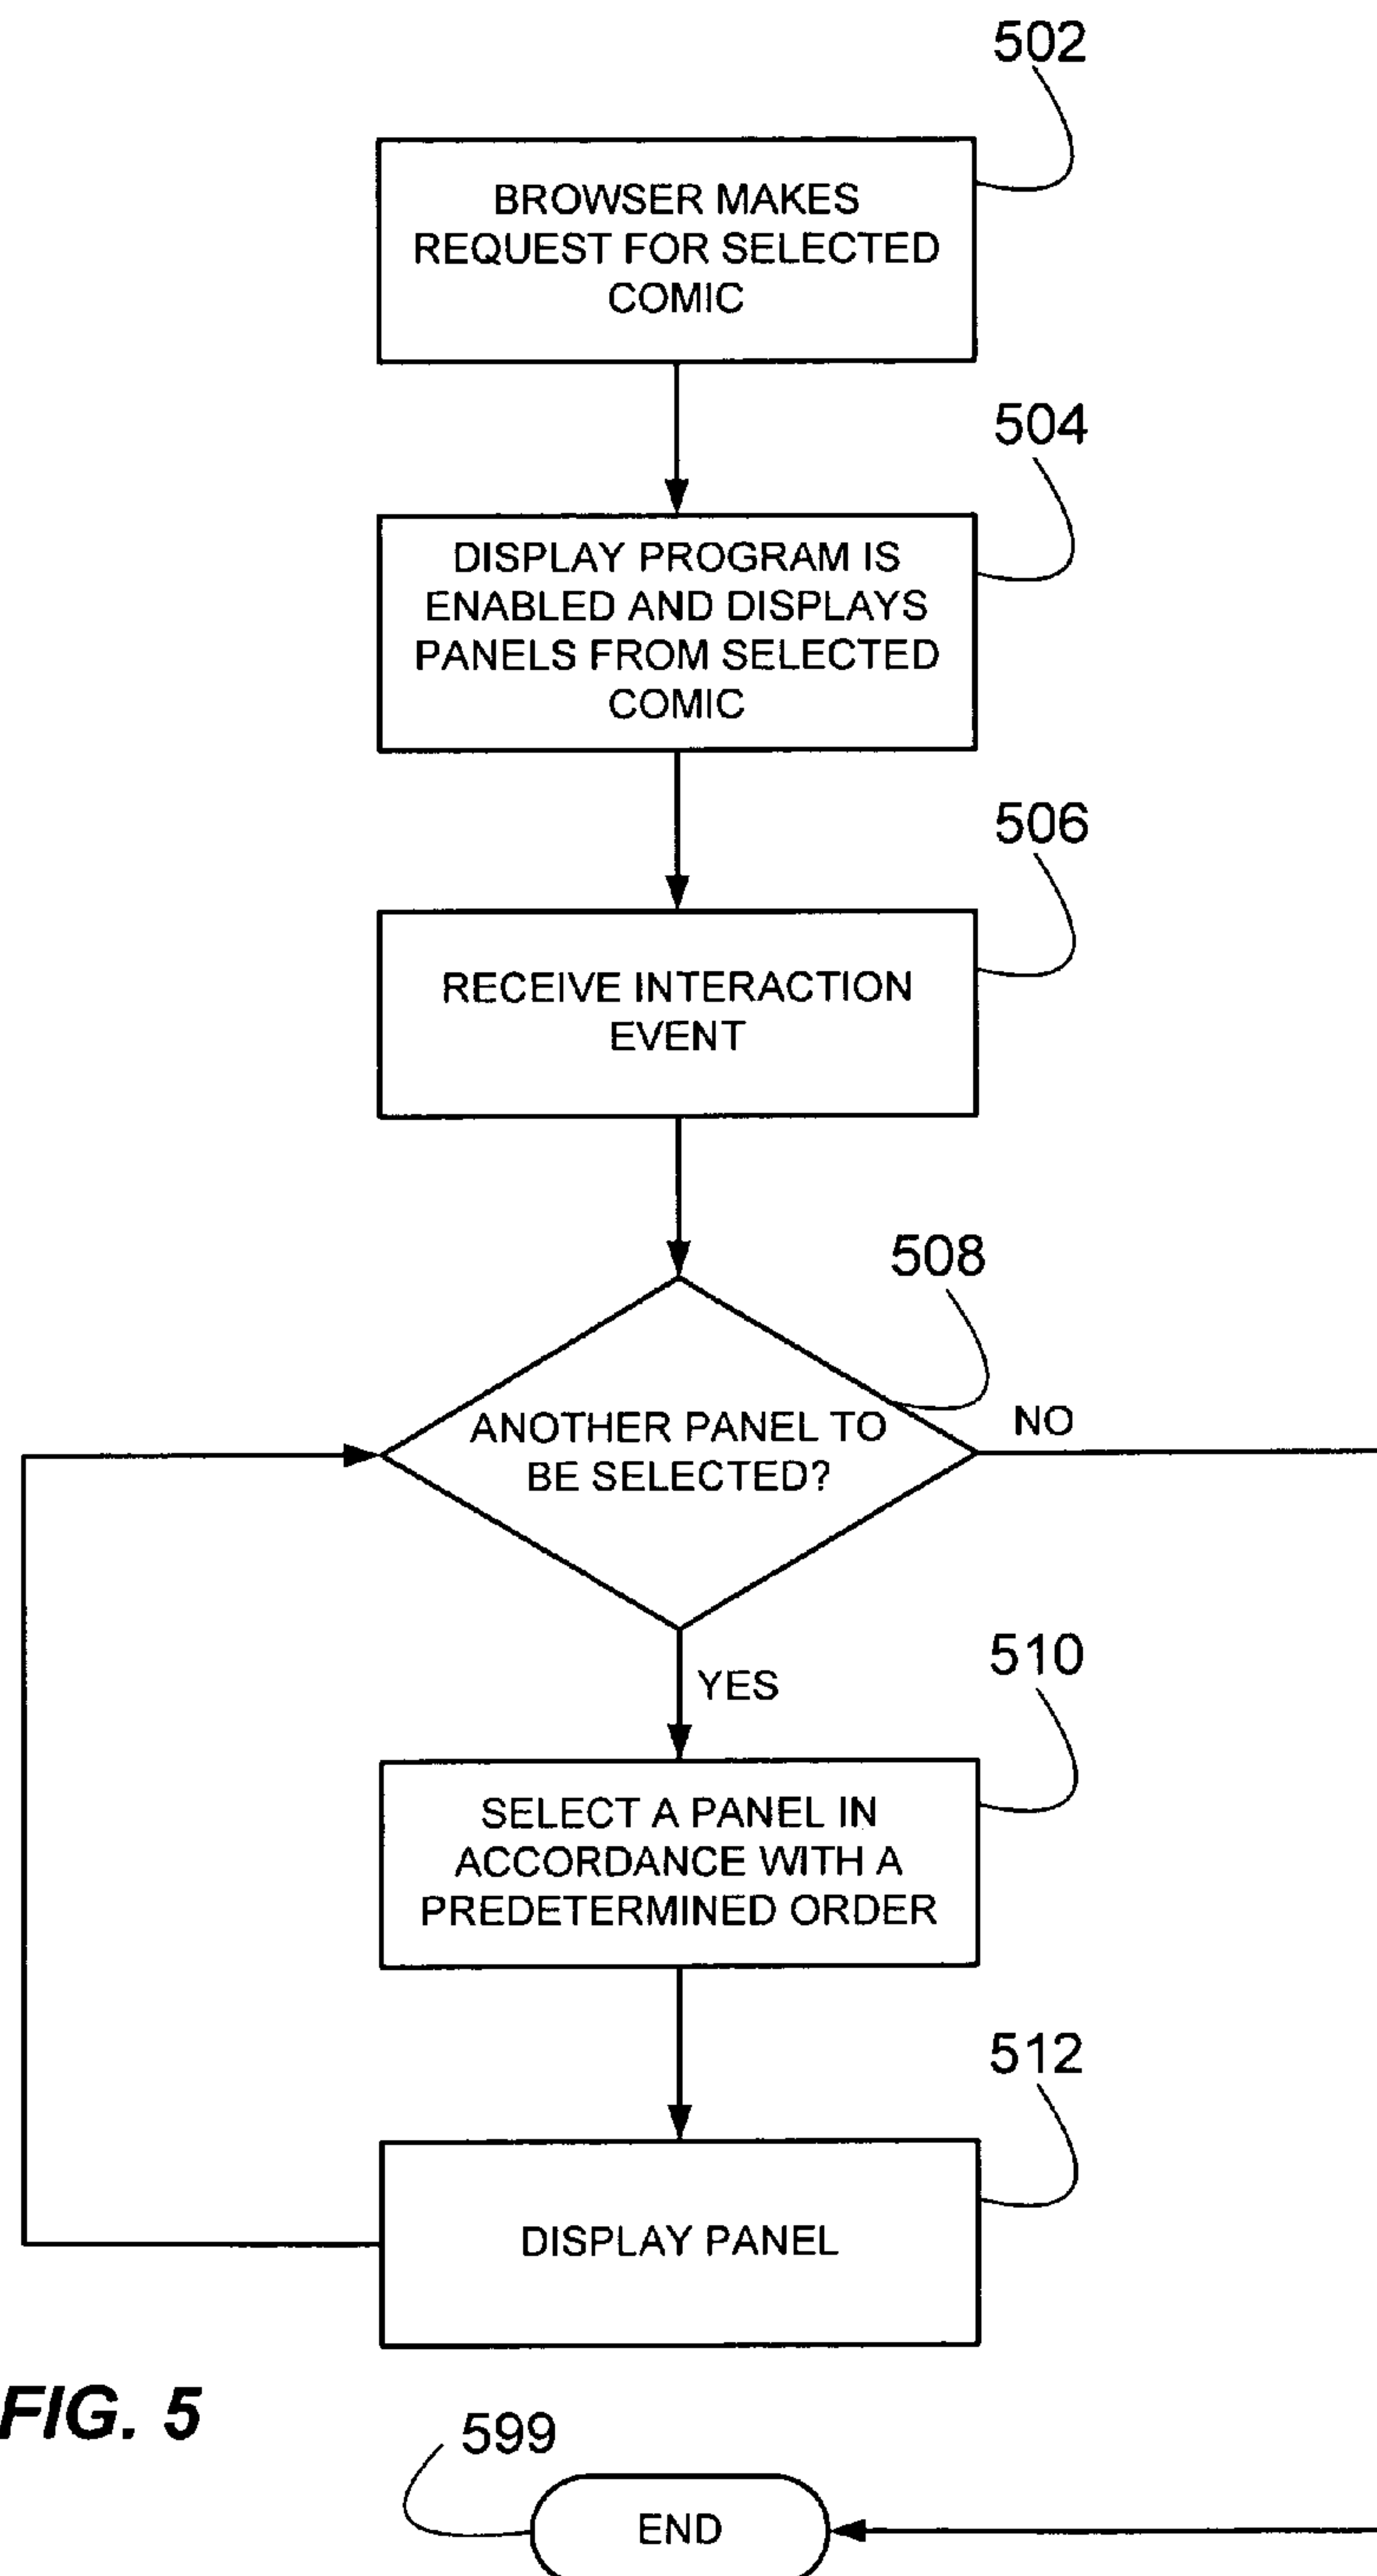 502
BROWSER MAKES
REQUEST FOR SELECTED
COMIC
504
DISPLAY PROGRAM IS
ENABLED AND DISPLAYS
PANELS FROM SELECTED
COMIC
506
RECEIVE INTERACTION
EVENT
508
ANOTHER PANEL TO
BE SELECTED?
NO
YES
510
SELECT A PANEL IN
ACCORDANCE WITH A
PREDETERMINED ORDER
512
DISPLAY PANEL
FIG. 5
599
END